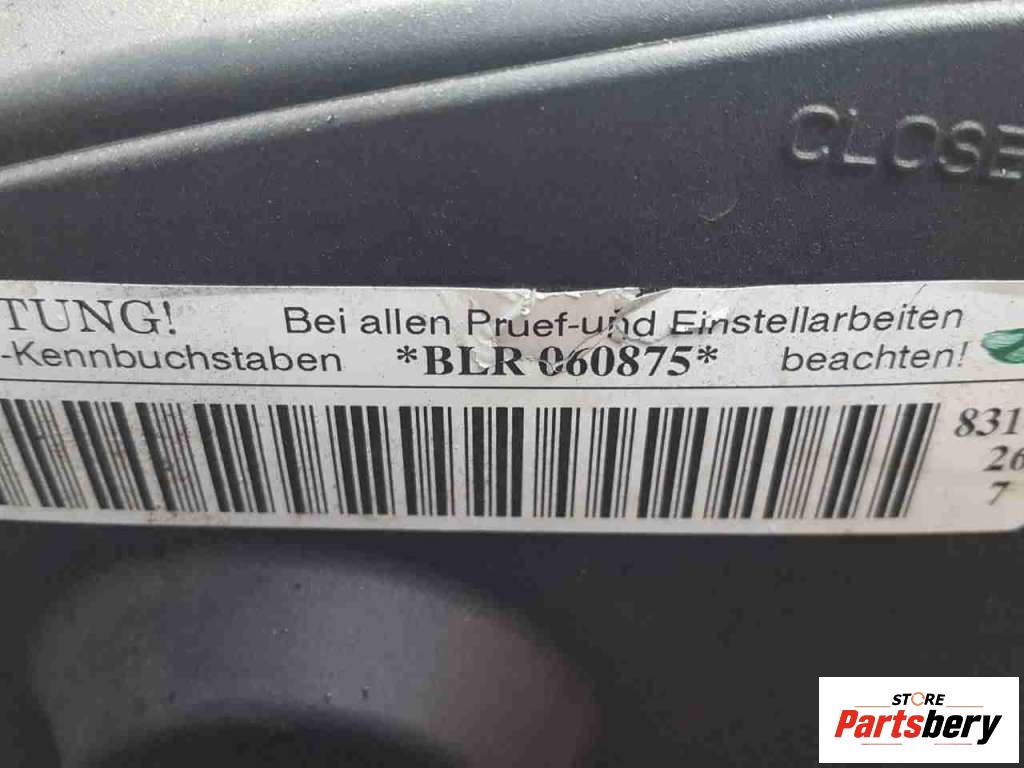 CLOSE
TUNG! Bei allen Pruef-und Einstellarbeiten
-Kennbuchstaben *BLR 060875* beachten!
831
26
7
STORE
Partsbery